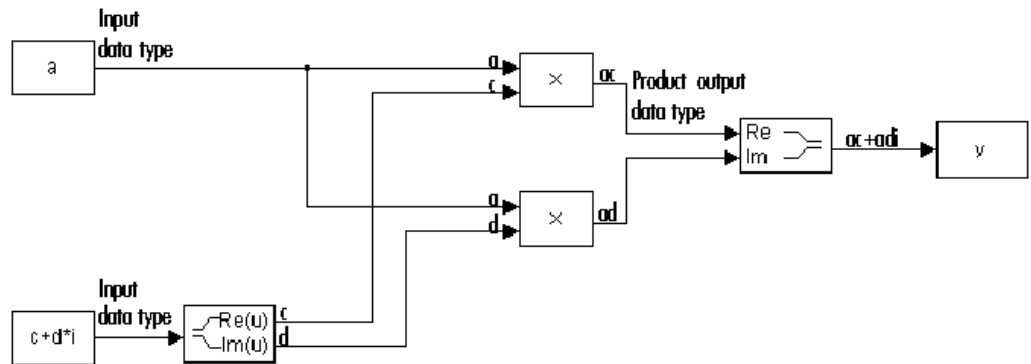 Input
data type
a
a
c
×
ac
Product output
data type
Re
Im
ac+adi
y
a
d
×
ad
Input
data type
c+d*i
Re(u)
Im(u)
c
d